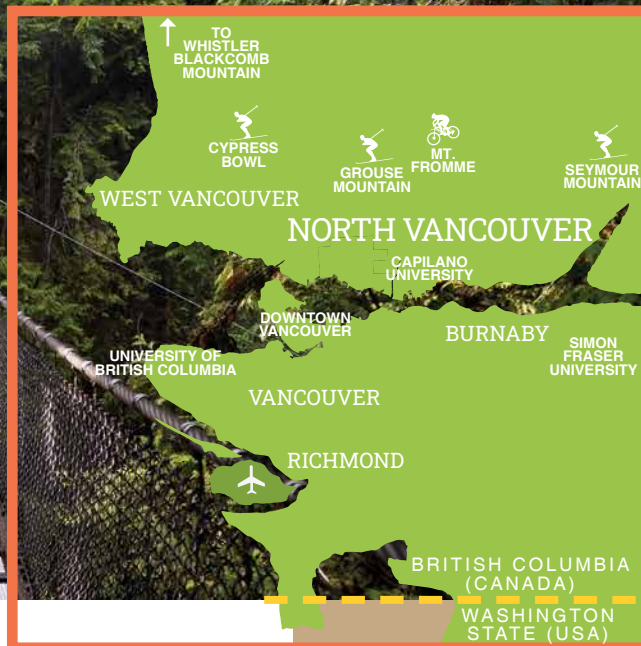 TO
WHISTLER
BLACKCOMB
MOUNTAIN
CYPRESS
BOWL
GROUSE
MOUNTAIN
MT.
FROMME
SEYMOUR
MOUNTAIN
WEST VANCOUVER
NORTH VANCOUVER
CAPILANO
UNIVERSITY
DOWNTOWN
VANCOUVER
BURNABY
SIMON
FRASER
UNIVERSITY
UNIVERSITY OF
BRITISH COLUMBIA
VANCOUVER
RICHMOND
BRITISH COLUMBIA
(CANADA)
WASHINGTON
STATE (USA)